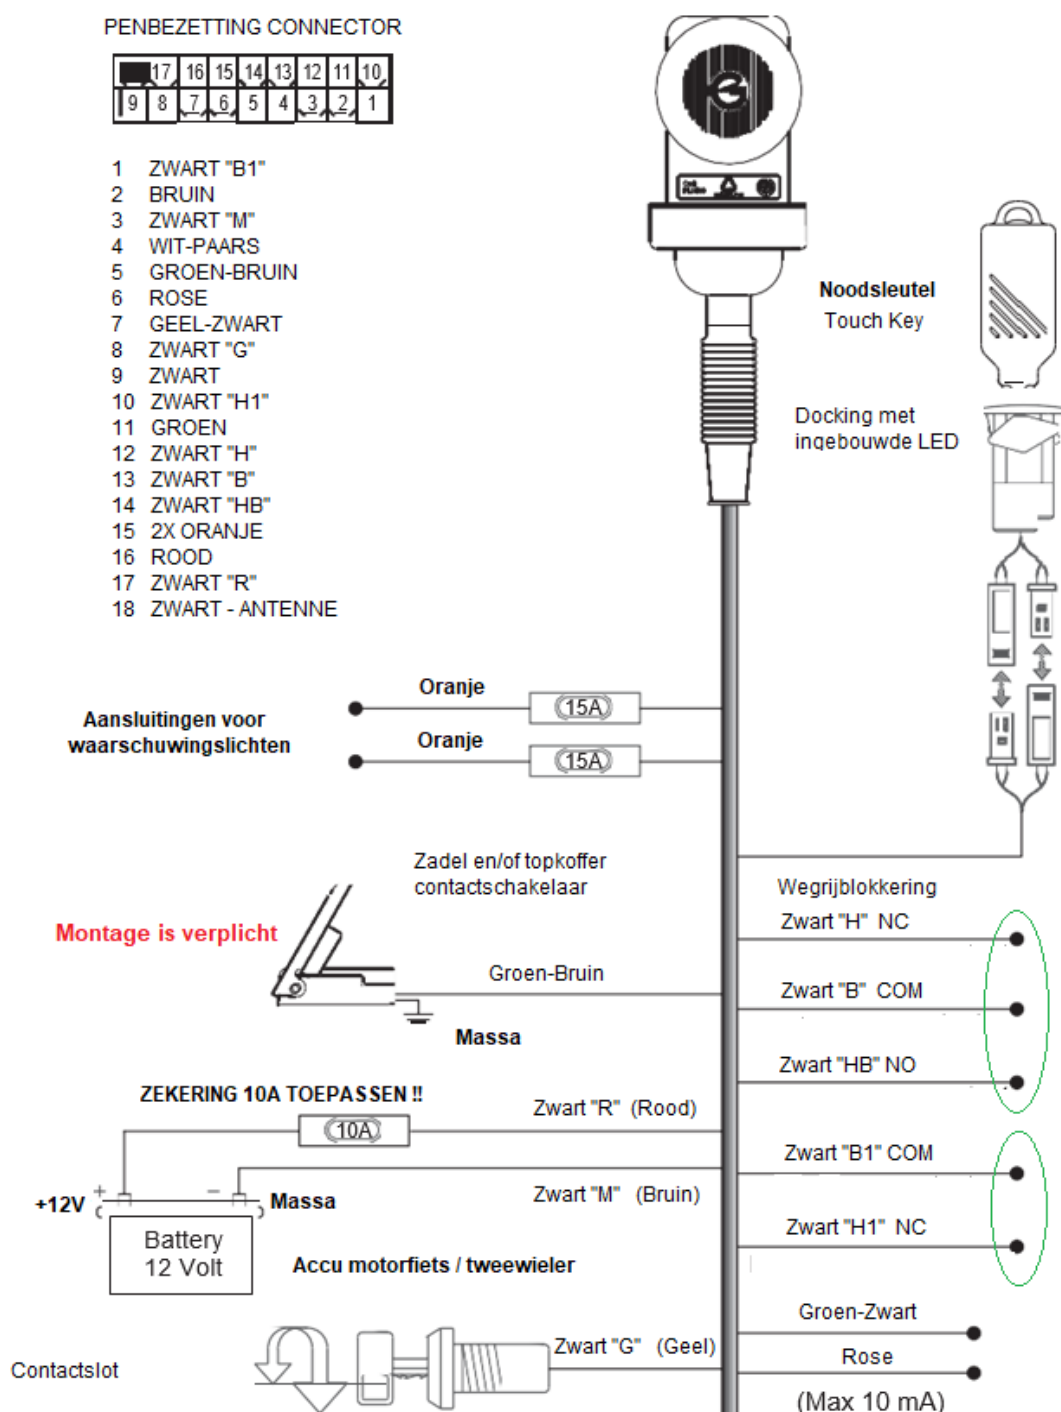 PENBEZETTING CONNECTOR
17 16 15 14 13 12 11 10
9 8 7 6 5 4 3 2 1
1 ZWART "B1"
2 BRUIN
3 ZWART "M"
4 WIT-PAARS
5 GROEN-BRUIN
6 ROSE
7 GEEL-ZWART
8 ZWART "G"
9 ZWART
10 ZWART "H1"
11 GROEN
12 ZWART "H"
13 ZWART "B"
14 ZWART "HB"
15 2X ORANJE
16 ROOD
17 ZWART "R"
18 ZWART - ANTENNE
Noodsleutel
Touch Key
Docking met
ingebouwde LED
Oranje
15A
Aansluitingen voor
waarschuwingslichten
Oranje
15A
Zadel en/of topkoffer
contactschakelaar
Montage is verplicht
Groen-Bruin
Massa
Wegrijblokkering
Zwart "H" NC
Zwart "B" COM
Zwart "HB" NO
ZEKERING 10A TOEPASSEN !!
Zwart "R" (Rood)
10A
Zwart "B1" COM
+12V
+
−
Massa
Zwart "M" (Bruin)
Zwart "H1" NC
Battery
12 Volt
Accu motorfiets / tweewieler
Groen-Zwart
Contactslot
Zwart "G" (Geel)
Rose
(Max 10 mA)